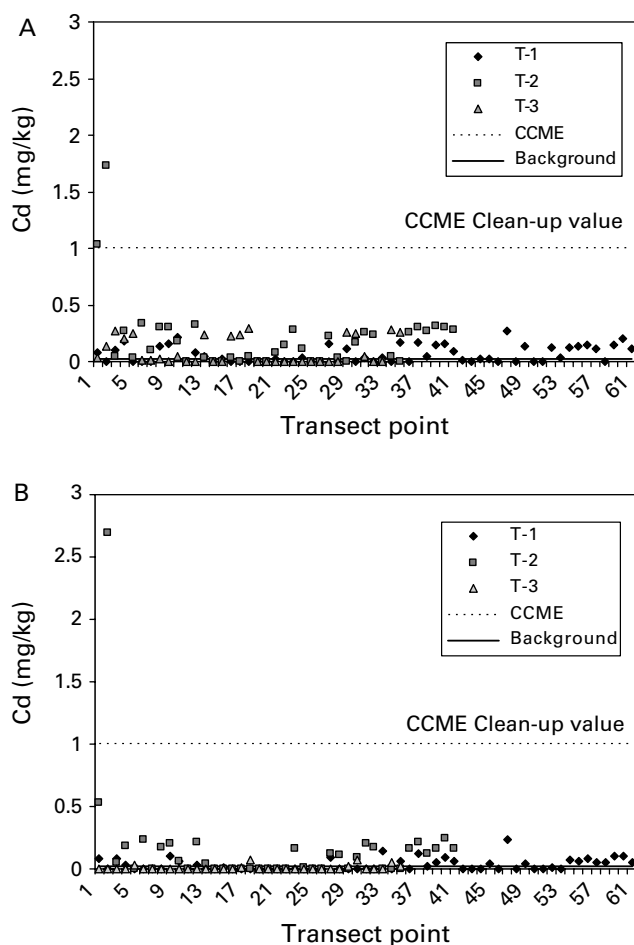 A
3
2.5
2
1.5
1
0.5
0
Cd (mg/kg)
T-1
T-2
T-3
CCME
Background
CCME Clean-up value
1 5 9 13 17 21 25 29 33 37 41 45 49 53 57 61
Transect point
B
3
2.5
2
1.5
1
0.5
0
Cd (mg/kg)
T-1
T-2
T-3
CCME
Background
CCME Clean-up value
1 5 9 13 17 21 25 29 33 37 41 45 49 53 57 61
Transect point